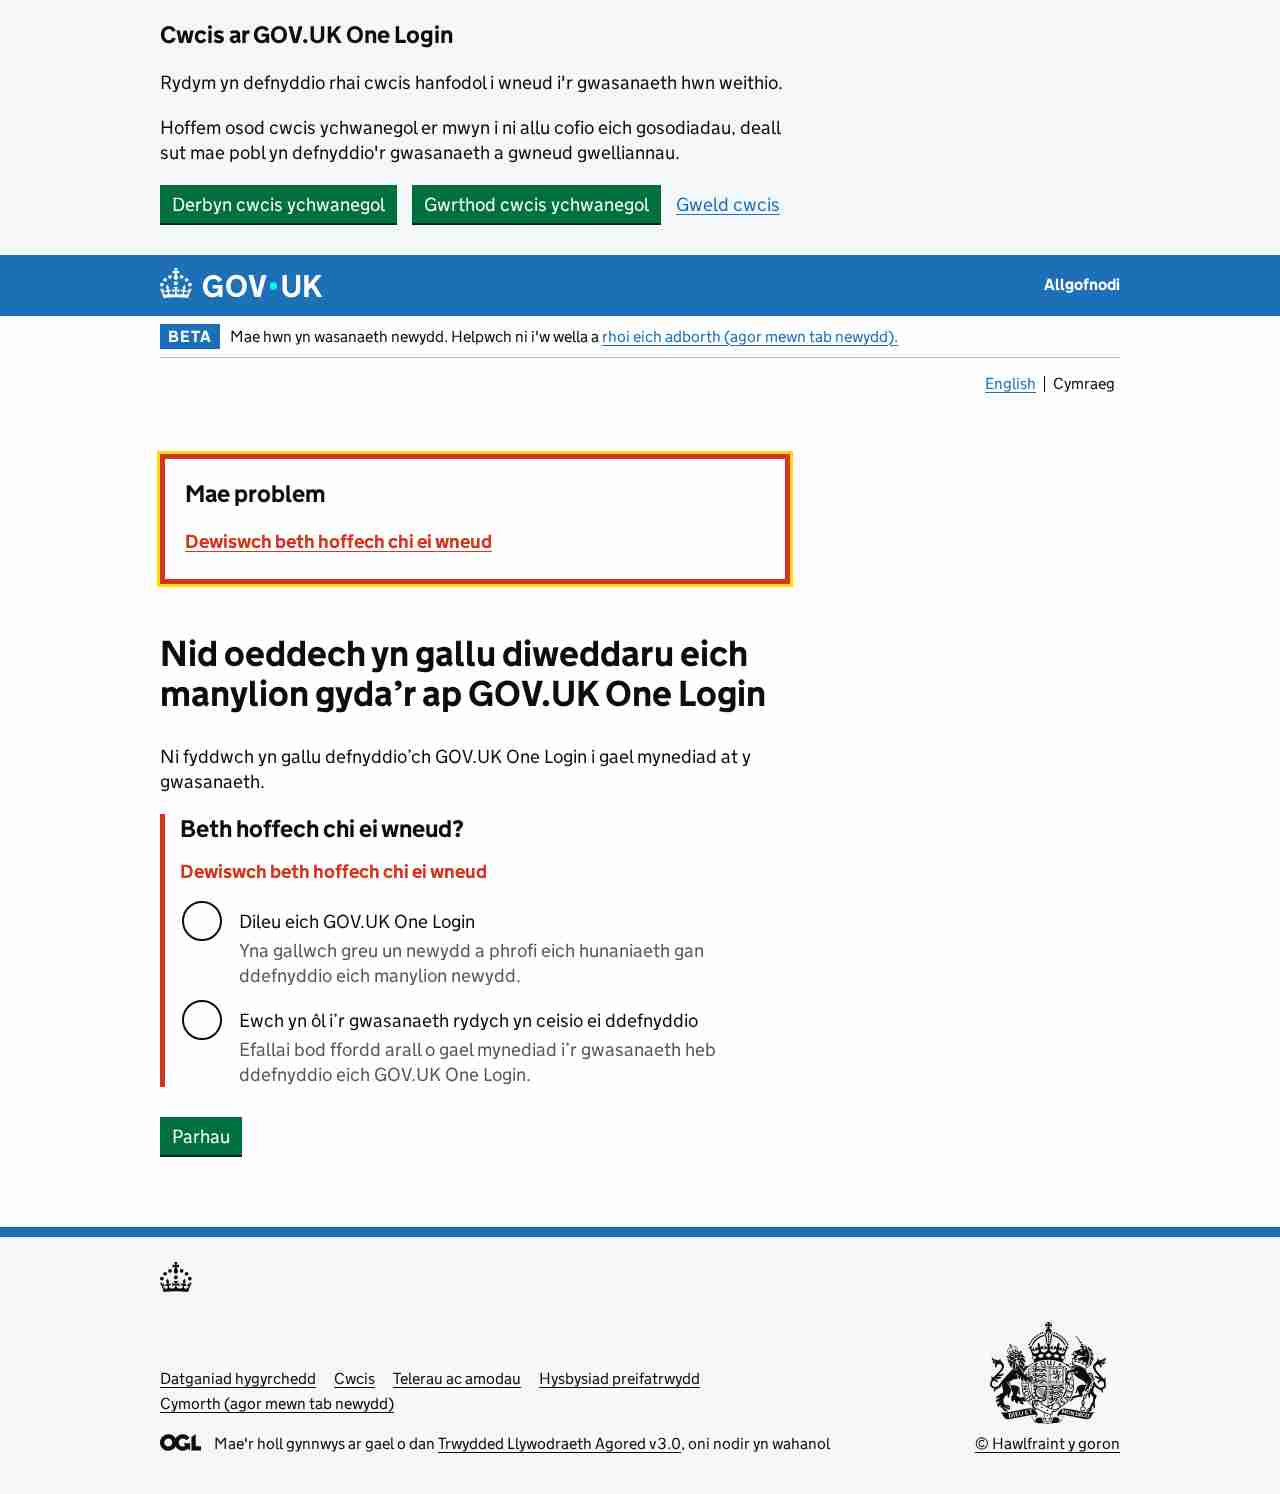 Cwcis ar GOV.UK One Login
Rydym yn defnyddio rhai cwcis hanfodol i wneud i'r gwasanaeth hwn weithio.
Hoffem osod cwcis ychwanegol er mwyn i ni allu cofio eich gosodiadau, deall
sut mae pobl yn defnyddio'r gwasanaeth a gwneud gwelliannau.
Derbyn cwcis ychwanegol
Gwrthod cwcis ychwanegol
Gweld cwcis
GOV·UK
Allgofnodi
BETA
Mae hwn yn wasanaeth newydd. Helpwch ni i'w wella a rhoi eich adborth (agor mewn tab newydd).
English
Cymraeg
Mae problem
Dewiswch beth hoffech chi ei wneud
Nid oeddech yn gallu diweddaru eich
manylion gyda’r ap GOV.UK One Login
Ni fyddwch yn gallu defnyddio’ch GOV.UK One Login i gael mynediad at y
gwasanaeth.
Beth hoffech chi ei wneud?
Dewiswch beth hoffech chi ei wneud
Dileu eich GOV.UK One Login
Yna gallwch greu un newydd a phrofi eich hunaniaeth gan
ddefnyddio eich manylion newydd.
Ewch yn ôl i’r gwasanaeth rydych yn ceisio ei ddefnyddio
Efallai bod ffordd arall o gael mynediad i’r gwasanaeth heb
ddefnyddio eich GOV.UK One Login.
Parhau
Datganiad hygyrchedd
Cwcis
Telerau ac amodau
Hysbysiad preifatrwydd
Cymorth (agor mewn tab newydd)
OGL
Mae'r holl gynnwys ar gael o dan Trwydded Llywodraeth Agored v3.0, oni nodir yn wahanol
© Hawlfraint y goron